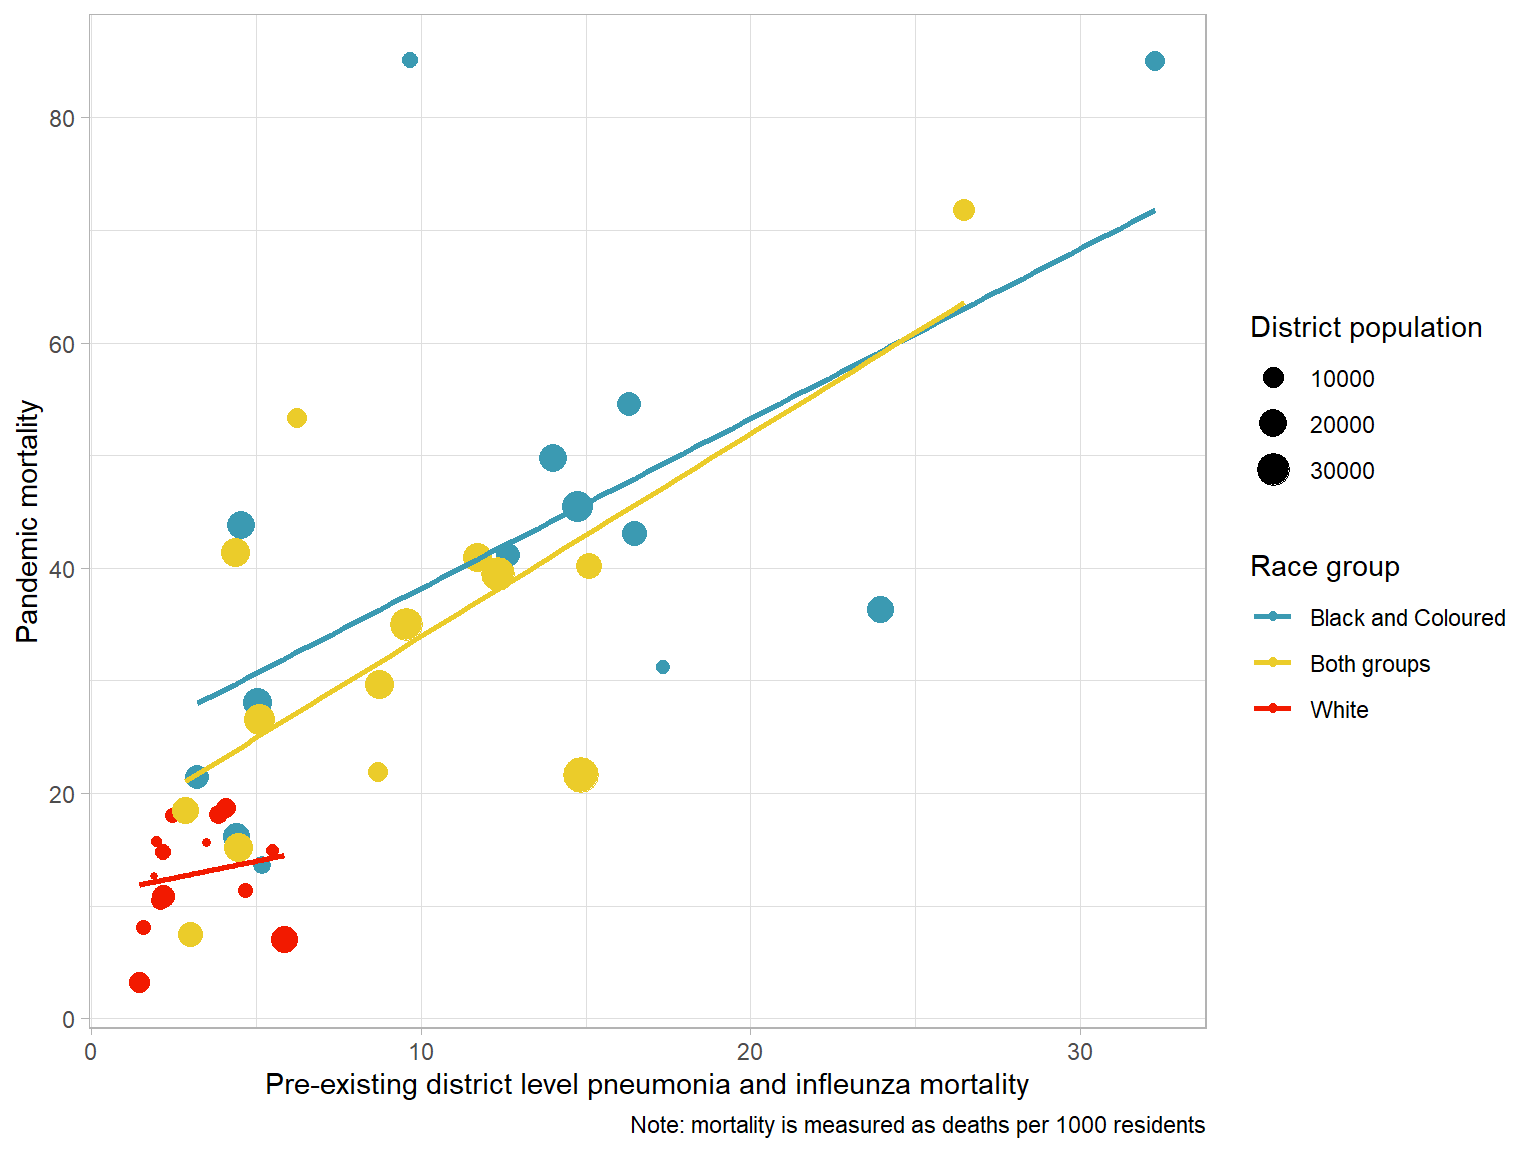 80
60
40
20
0
Pandemic mortality
0 10 20 30
Pre-existing district level pneumonia and infleunza mortality
Note: mortality is measured as deaths per 1000 residents
District population
10000
20000
30000
Race group
Black and Coloured
Both groups
White